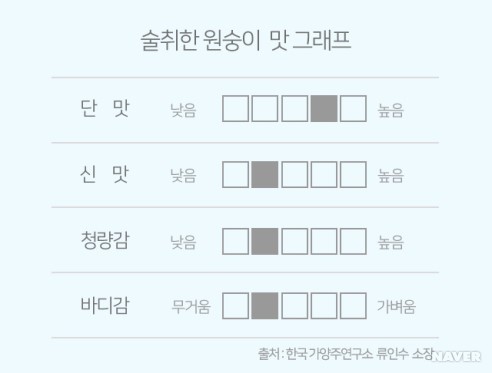 술취한 원숭이 맛 그래프
단 맛 낮음 높음
신 맛 낮음 높음
청량감 낮음 높음
바디감 무거움 가벼움
출처 : 한국가양주연구소 류인수 소장
NAVER